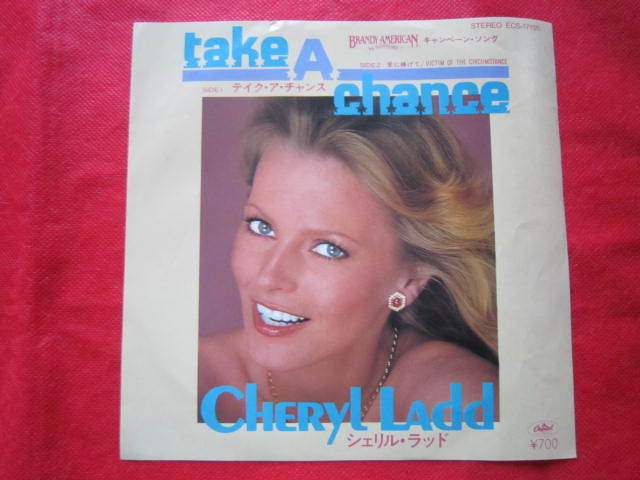 STEREO ECS-17125
take A chance
BRANDY AMERICAN
キャンペーン・ソング
SIDE 2 愛に棒げて/VICTIM OF THE CIRCUMSTANCE
SIDE 1 テイク・ア・チャンス
CHERYL LADD
シェリル・ラッド
Capitol
¥700